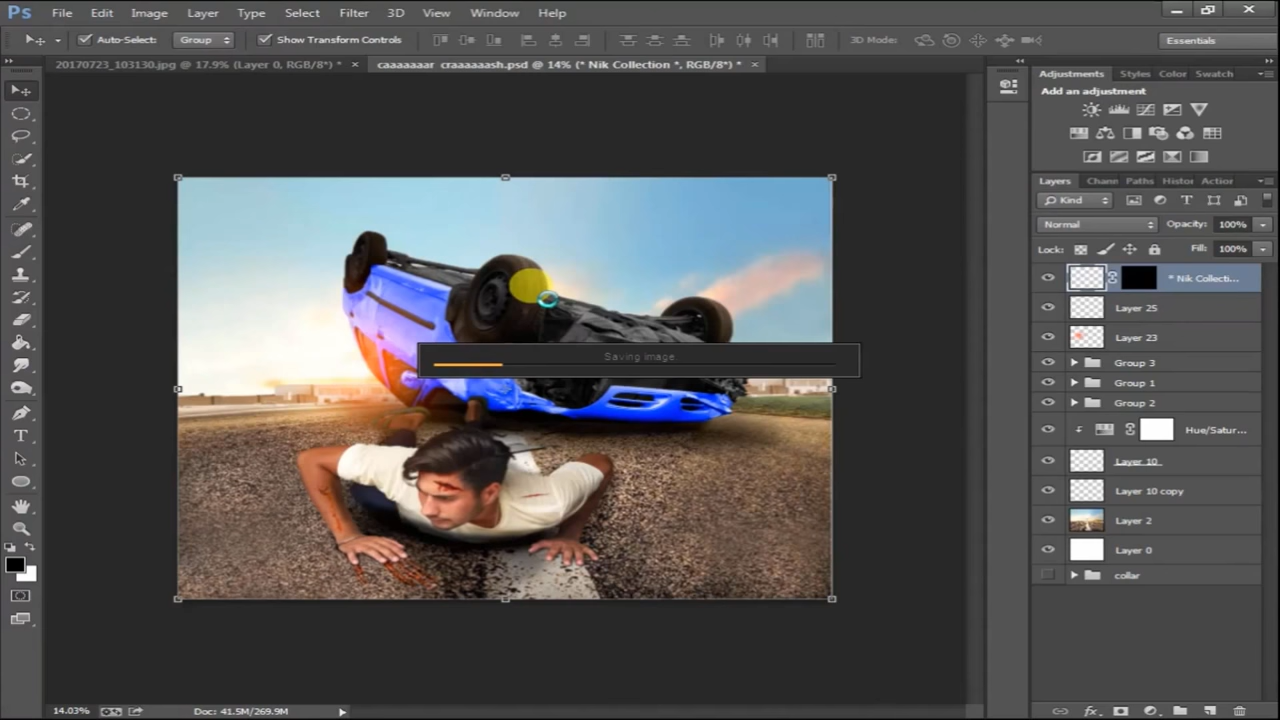 Ps File Edit Image Layer Type Select Filter 3D View Window Help
Auto-Select: Group Show Transform Controls 3D Mode: Essentials
20170723_103130.jpg @ 17.9% (Layer 0, RGB/8*) * caaaaaaar craaaaaash.psd @ 14% (* Nik Collection *, RGB/8*) *
Adjustments Styles Color Swatch
Add an adjustment
Layers Chann Paths Histor Action
Kind
Normal Opacity: 100%
Lock: Fill: 100%
* Nik Collecti...
Layer 25
Layer 23
Saving Image
Group 3
Group 1
Group 2
Hue/Satur...
Layer 10
Layer 10 copy
Layer 2
Layer 0
collar
14.03% Doc: 41.5M/269.9M